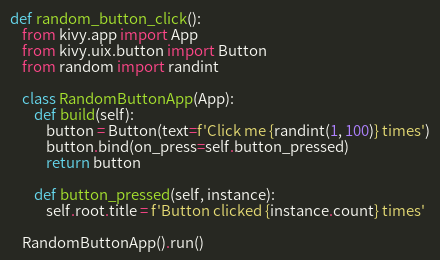 def random_button_click():
    from kivy.app import App
    from kivy.uix.button import Button
    from random import randint

    class RandomButtonApp(App):
        def build(self):
            button = Button(text=f'Click me {randint(1, 100)} times')
            button.bind(on_press=self.button_pressed)
            return button

        def button_pressed(self, instance):
            self.root.title = f'Button clicked {instance.count} times'

    RandomButtonApp().run()